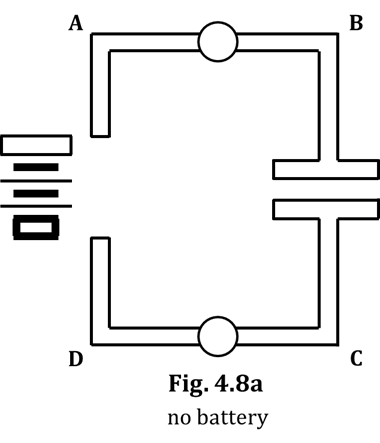 A B
D C
Fig. 4.8a
no battery